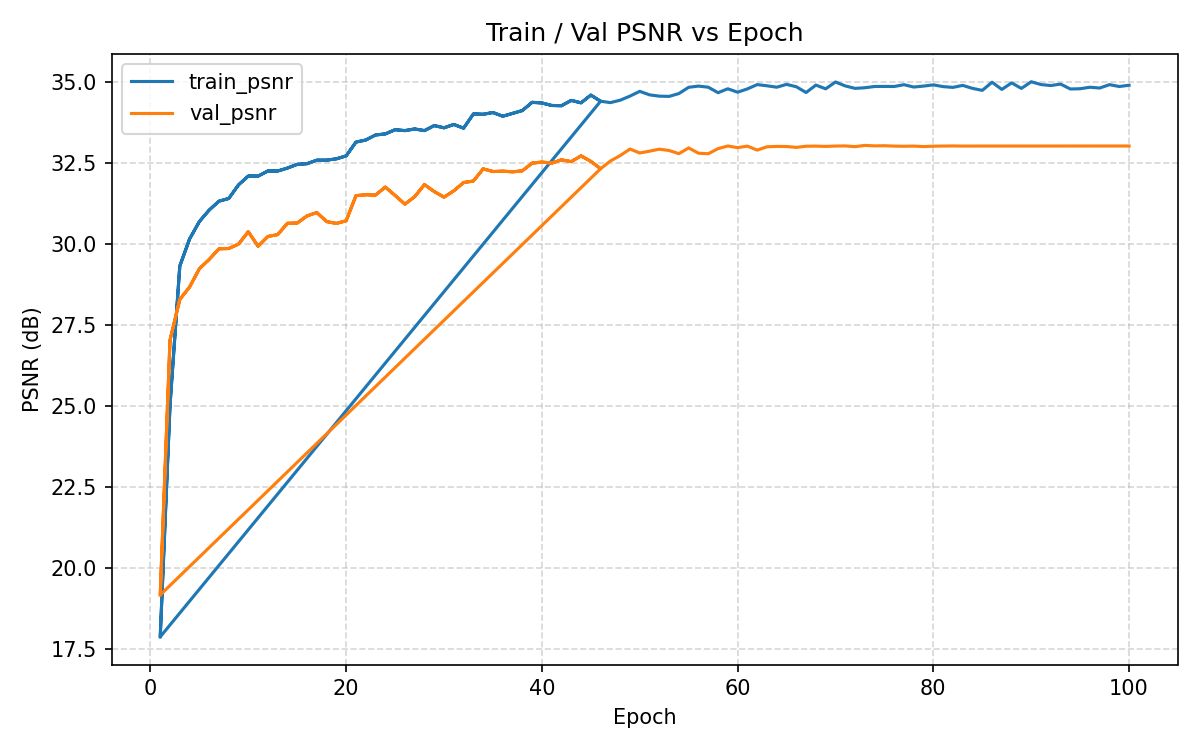 Train / Val PSNR vs Epoch
train_psnr
val_psnr
PSNR (dB)
35.0
32.5
30.0
27.5
25.0
22.5
20.0
17.5
0 20 40 60 80 100
Epoch